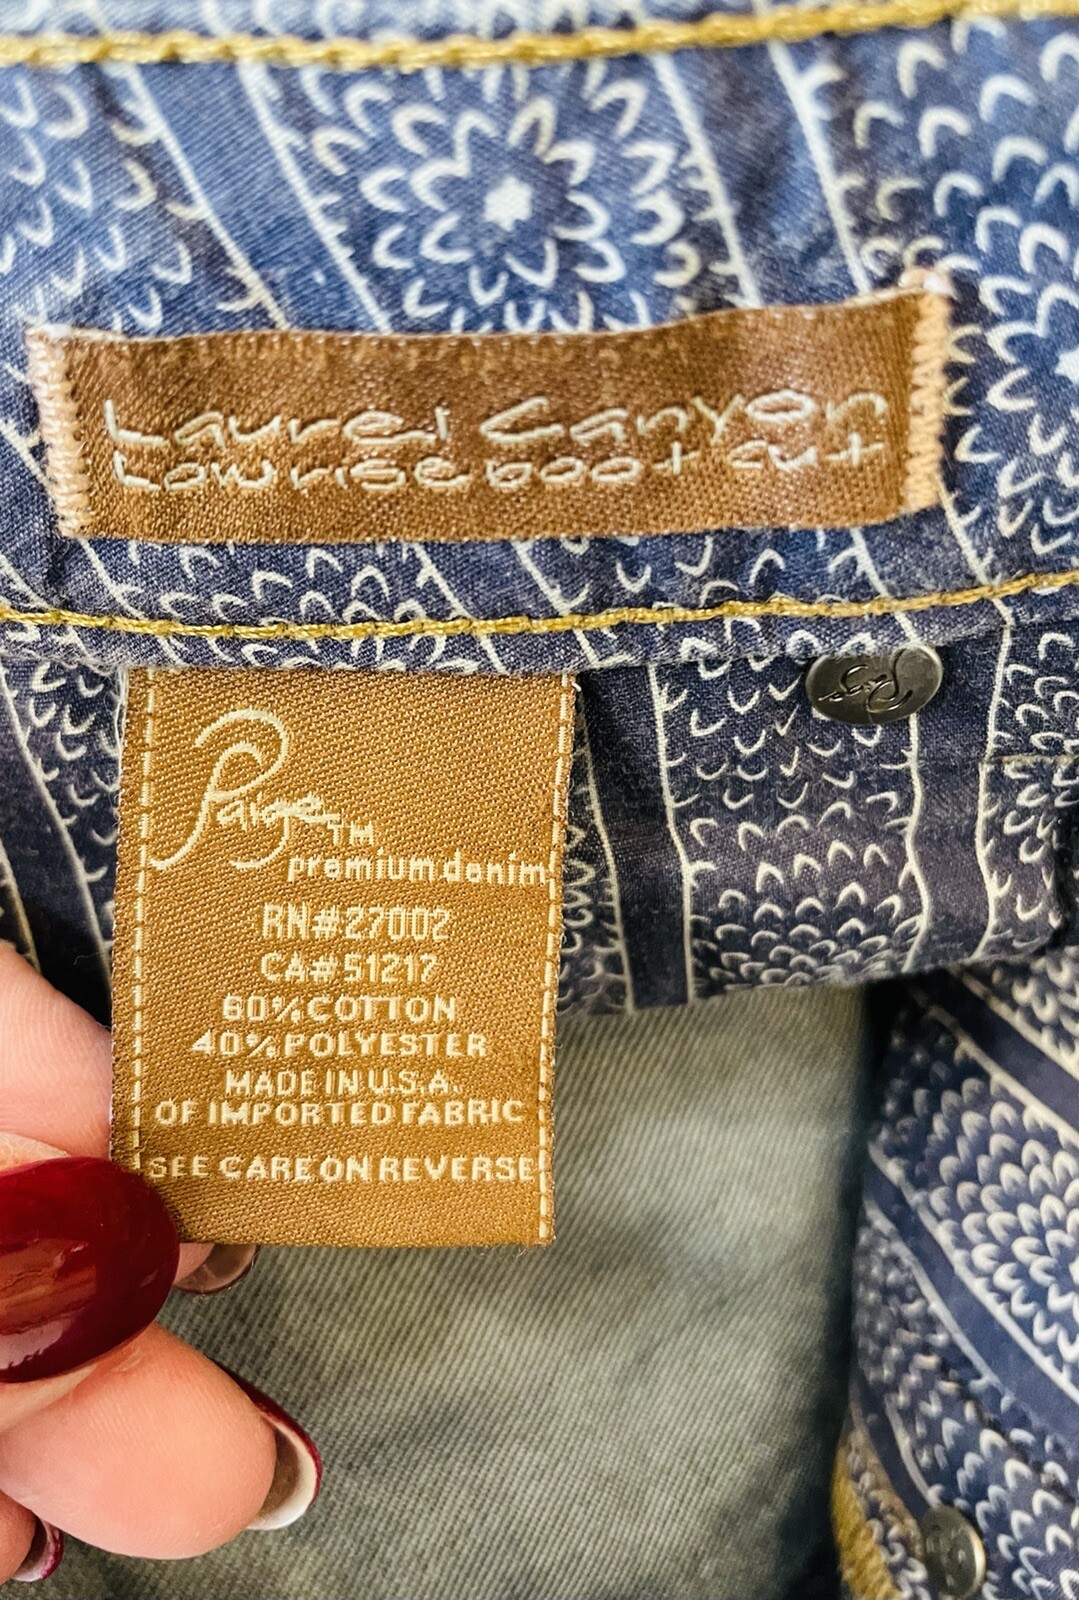 Laurel Canyon
Low rise boot cut
Paige
Paige™
premium denim
RN#27002
CA#51217
60% COTTON
40% POLYESTER
MADE IN U.S.A.
OF IMPORTED FABRIC
SEE CARE ON REVERSE